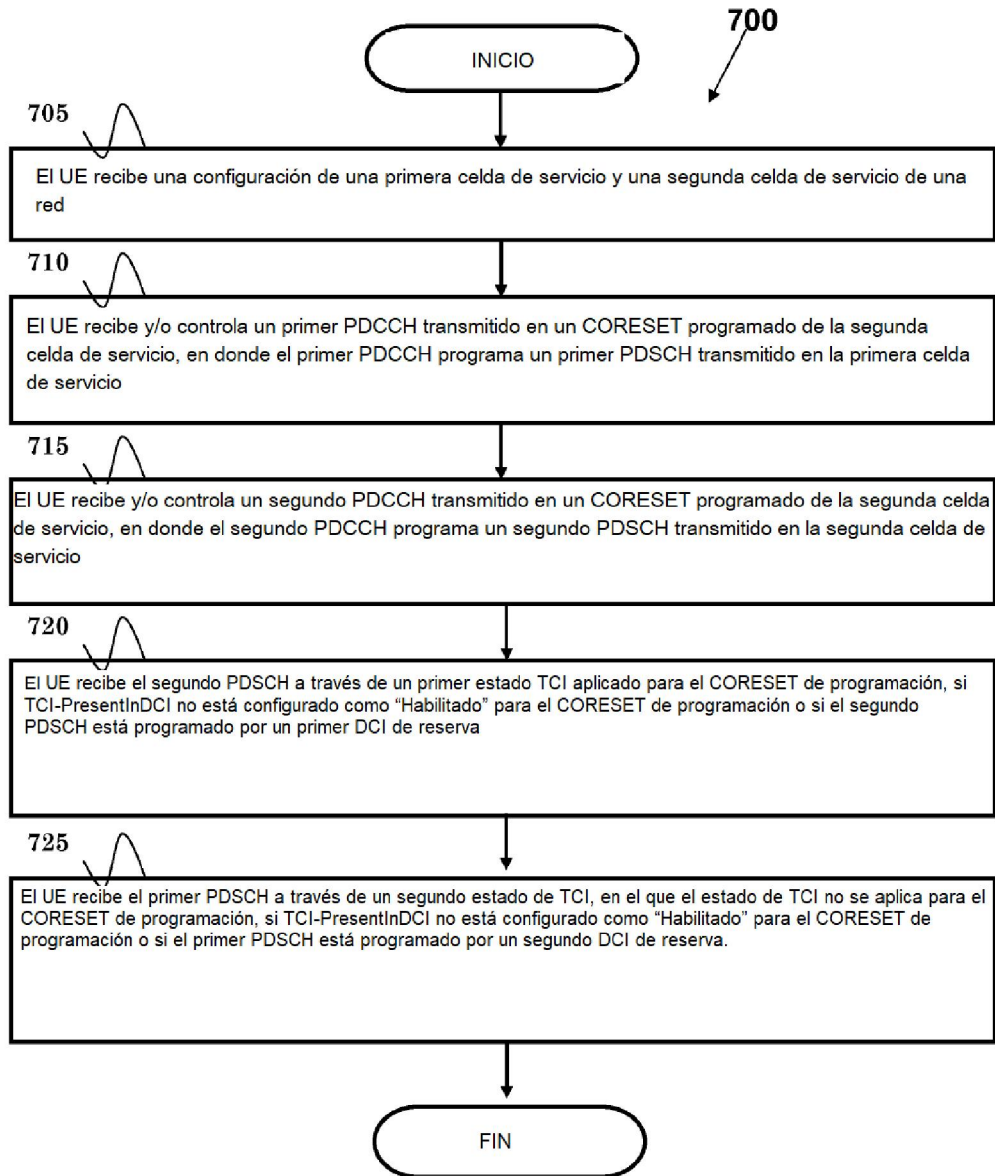 700
INICIO
705
El UE recibe una configuración de una primera celda de servicio y una segunda celda de servicio de una
red
710
El UE recibe y/o controla un primer PDCCH transmitido en un CORESET programado de la segunda
celda de servicio, en donde el primer PDCCH programa un primer PDSCH transmitido en la primera celda
de servicio
715
El UE recibe y/o controla un segundo PDCCH transmitido en un CORESET programado de la segunda celda
de servicio, en donde el segundo PDCCH programa un segundo PDSCH transmitido en la segunda celda de
servicio
720
El UE recibe el segundo PDSCH a través de un primer estado TCI aplicado para el CORESET de programación, si
TCI-PresentInDCI no está configurado como “Habilitado” para el CORESET de programación o si el segundo
PDSCH está programado por un primer DCI de reserva
725
El UE recibe el primer PDSCH a través de un segundo estado de TCI, en el que el estado de TCI no se aplica para el
CORESET de programación, si TCI-PresentInDCI no está configurado como “Habilitado” para el CORESET de
programación o si el primer PDSCH está programado por un segundo DCI de reserva.
FIN